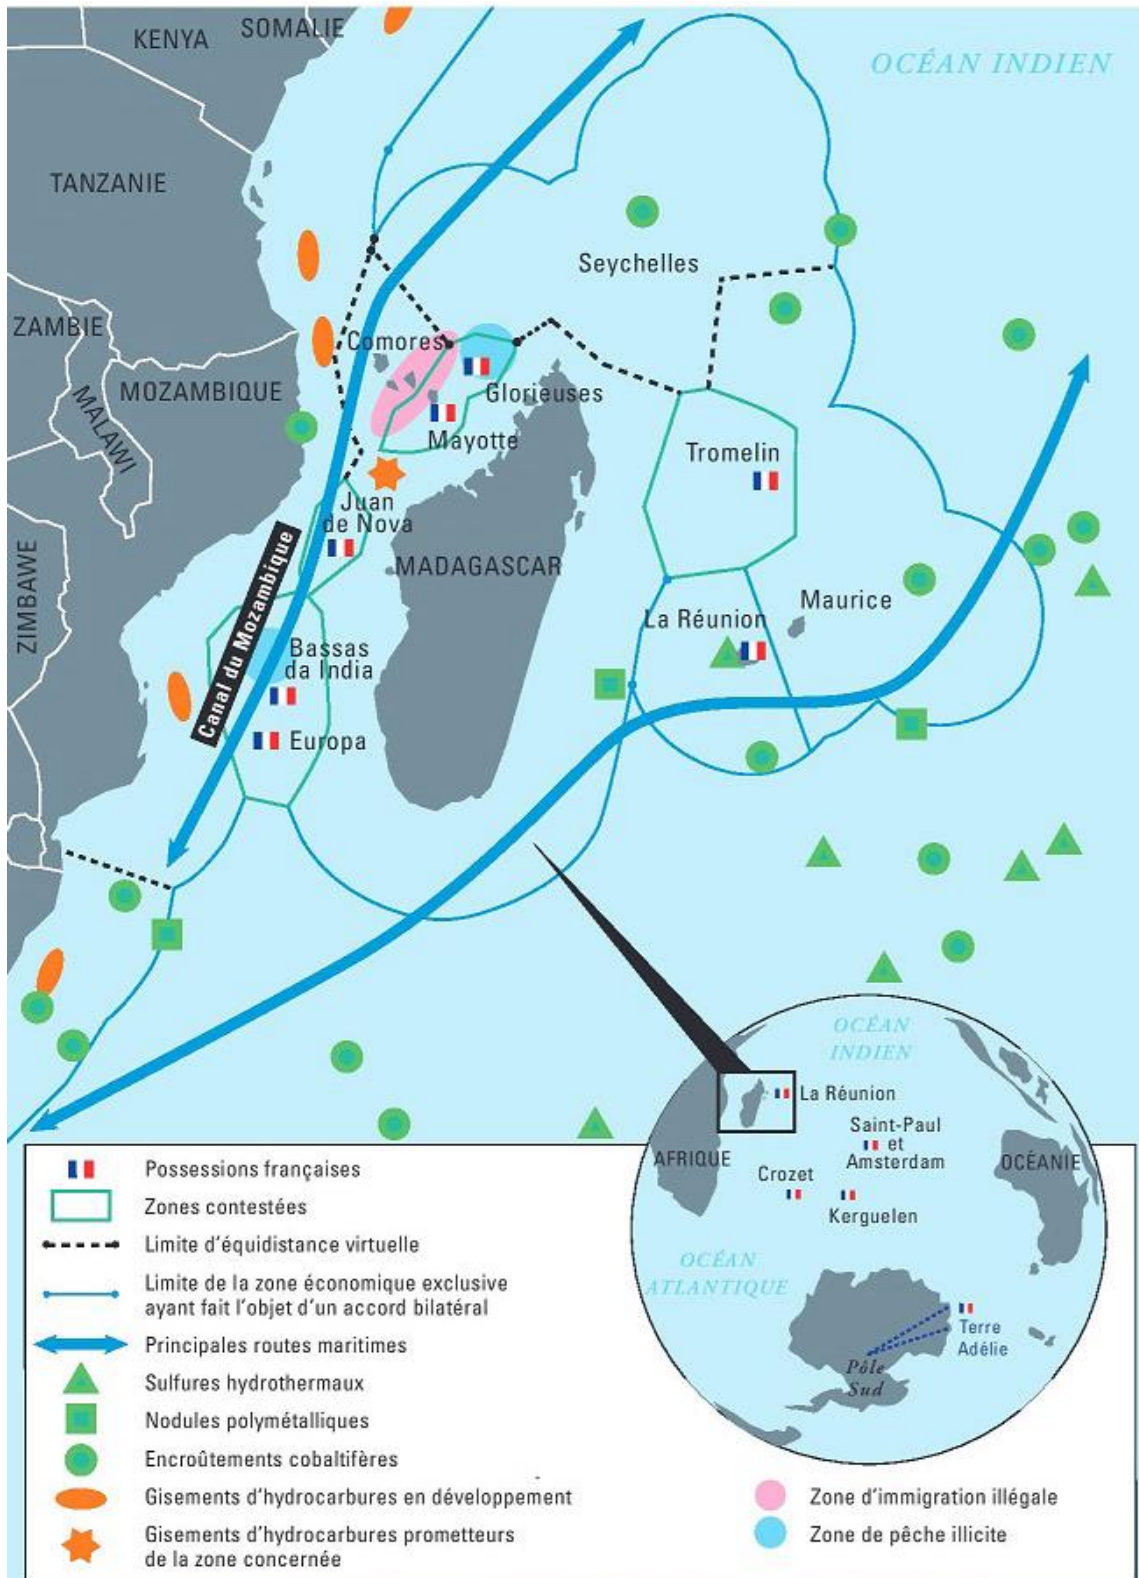 SOMALIE
KENYA
OCÉAN INDIEN
TANZANIE
Seychelles
ZAMBIE
Comores
MOZAMBIQUE
MALAWI
Glorieuses
Mayotte
Tromelin
Juan
de Nova
Canal du Mozambique
ZIMBAWE
MADAGASCAR
La Réunion
Maurice
Bassas
da India
Europa
OCÉAN
INDIEN
La Réunion
Saint-Paul
et
Amsterdam
AFRIQUE
OCÉANIE
Crozet
Kerguelen
OCÉAN
ATLANTIQUE
Terre
Adélie
Pôle
Sud
Possessions françaises
Zones contestées
Limite d'équidistance virtuelle
Limite de la zone économique exclusive
ayant fait l'objet d'un accord bilatéral
Principales routes maritimes
Sulfures hydrothermaux
Nodules polymétalliques
Encroûtements cobaltifères
Gisements d'hydrocarbures en développement
Gisements d'hydrocarbures prometteurs
de la zone concernée
Zone d'immigration illégale
Zone de pêche illicite